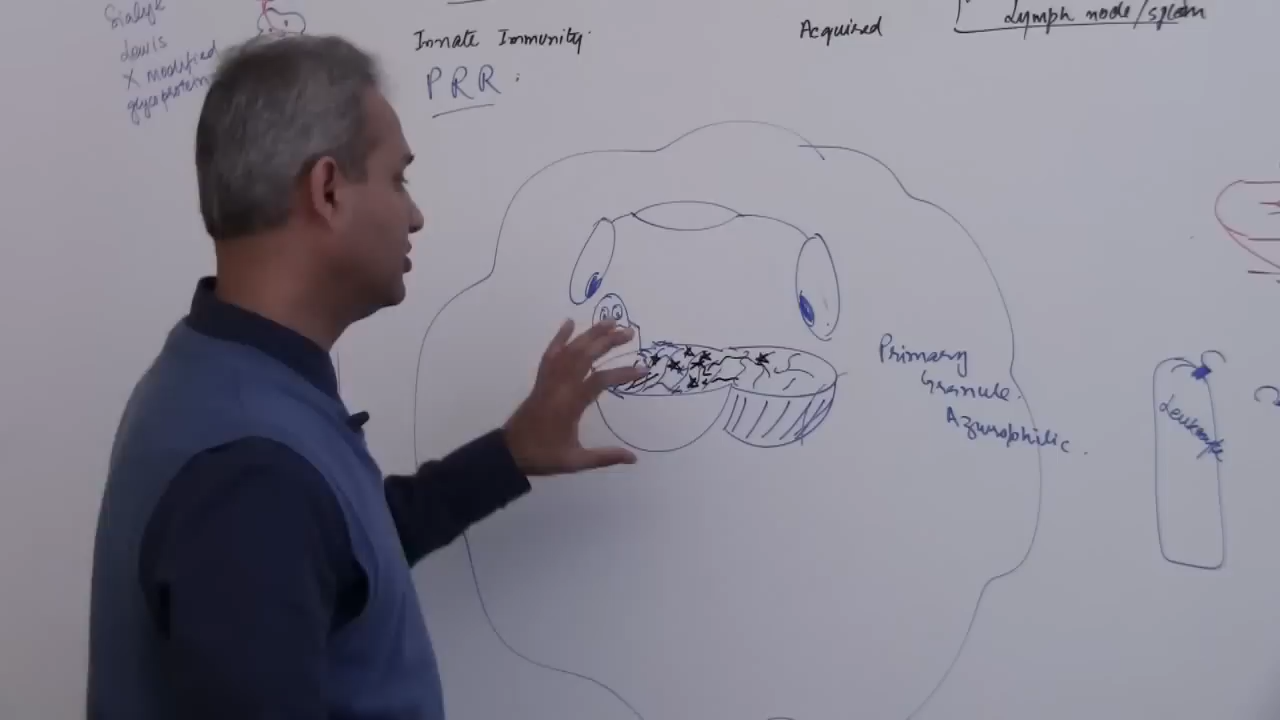 Sialyl
Lewis
X modified
glycoprotein
Innate Immunity
PRR
Acquired
Lymph node/spleen
Primary
Granule
Azurophilic
Leukocyte